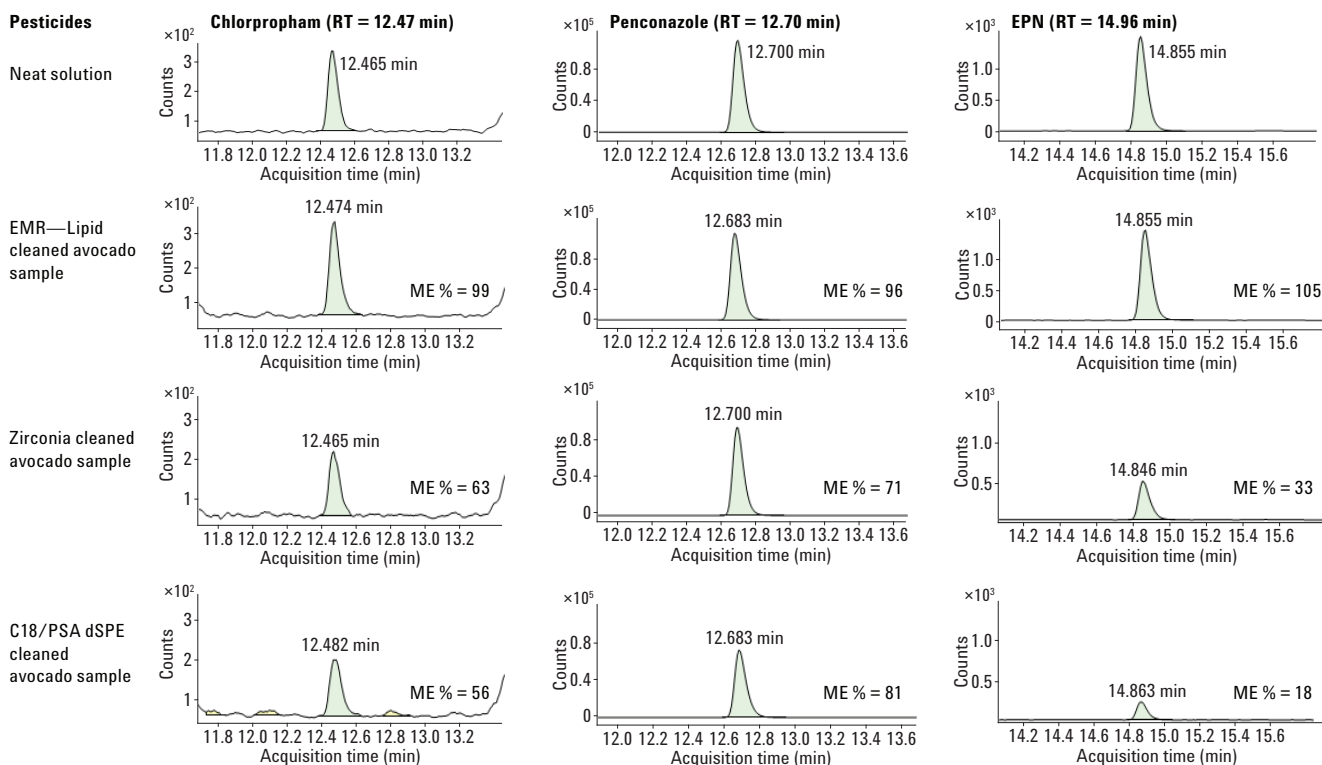 Pesticides
Chlorpropham (RT = 12.47 min)
Penconazole (RT = 12.70 min)
EPN (RT = 14.96 min)
Neat solution
×10²
Counts
3
2
1
12.465 min
11.8 12.0 12.2 12.4 12.6 12.8 13.0 13.2
Acquisition time (min)
×10⁵
Counts
0.8
0.4
0
12.700 min
12.0 12.2 12.4 12.6 12.8 13.0 13.2 13.4 13.6
Acquisition time (min)
×10³
Counts
1.0
0.5
0
14.855 min
14.2 14.4 14.6 14.8 15.0 15.2 15.4 15.6
Acquisition time (min)
EMR—Lipid
cleaned avocado
sample
×10²
Counts
3
2
1
12.474 min
ME % = 99
11.8 12.0 12.2 12.4 12.6 12.8 13.0 13.2
Acquisition time (min)
×10⁵
Counts
0.8
0.4
0
12.683 min
ME % = 96
12.0 12.2 12.4 12.6 12.8 13.0 13.2 13.4 13.6
Acquisition time (min)
×10³
Counts
1.0
0.5
0
14.855 min
ME % = 105
14.2 14.4 14.6 14.8 15.0 15.2 15.4 15.6
Acquisition time (min)
Zirconia cleaned
avocado sample
×10²
Counts
3
2
1
12.465 min
ME % = 63
11.8 12.0 12.2 12.4 12.6 12.8 13.0 13.2
Acquisition time (min)
×10⁵
Counts
0.8
0.4
0
12.700 min
ME % = 71
12.0 12.2 12.4 12.6 12.8 13.0 13.2 13.4 13.6
Acquisition time (min)
×10³
Counts
1.0
0.5
14.846 min
ME % = 33
14.2 14.4 14.6 14.8 15.0 15.2 15.4 15.6
Acquisition time (min)
C18/PSA dSPE
cleaned
avocado sample
×10²
Counts
3
2
1
12.482 min
ME % = 56
11.8 12.0 12.2 12.4 12.6 12.8 13.0 13.2
Acquisition time (min)
×10⁵
Counts
0.8
0.4
0
12.683 min
ME % = 81
12.0 12.2 12.4 12.6 12.8 13.0 13.2 13.4 13.6
Acquisition time (min)
×10³
Counts
1.0
0.5
14.863 min
ME % = 18
14.2 14.4 14.6 14.8 15.0 15.2 15.4 15.6
Acquisition time (min)